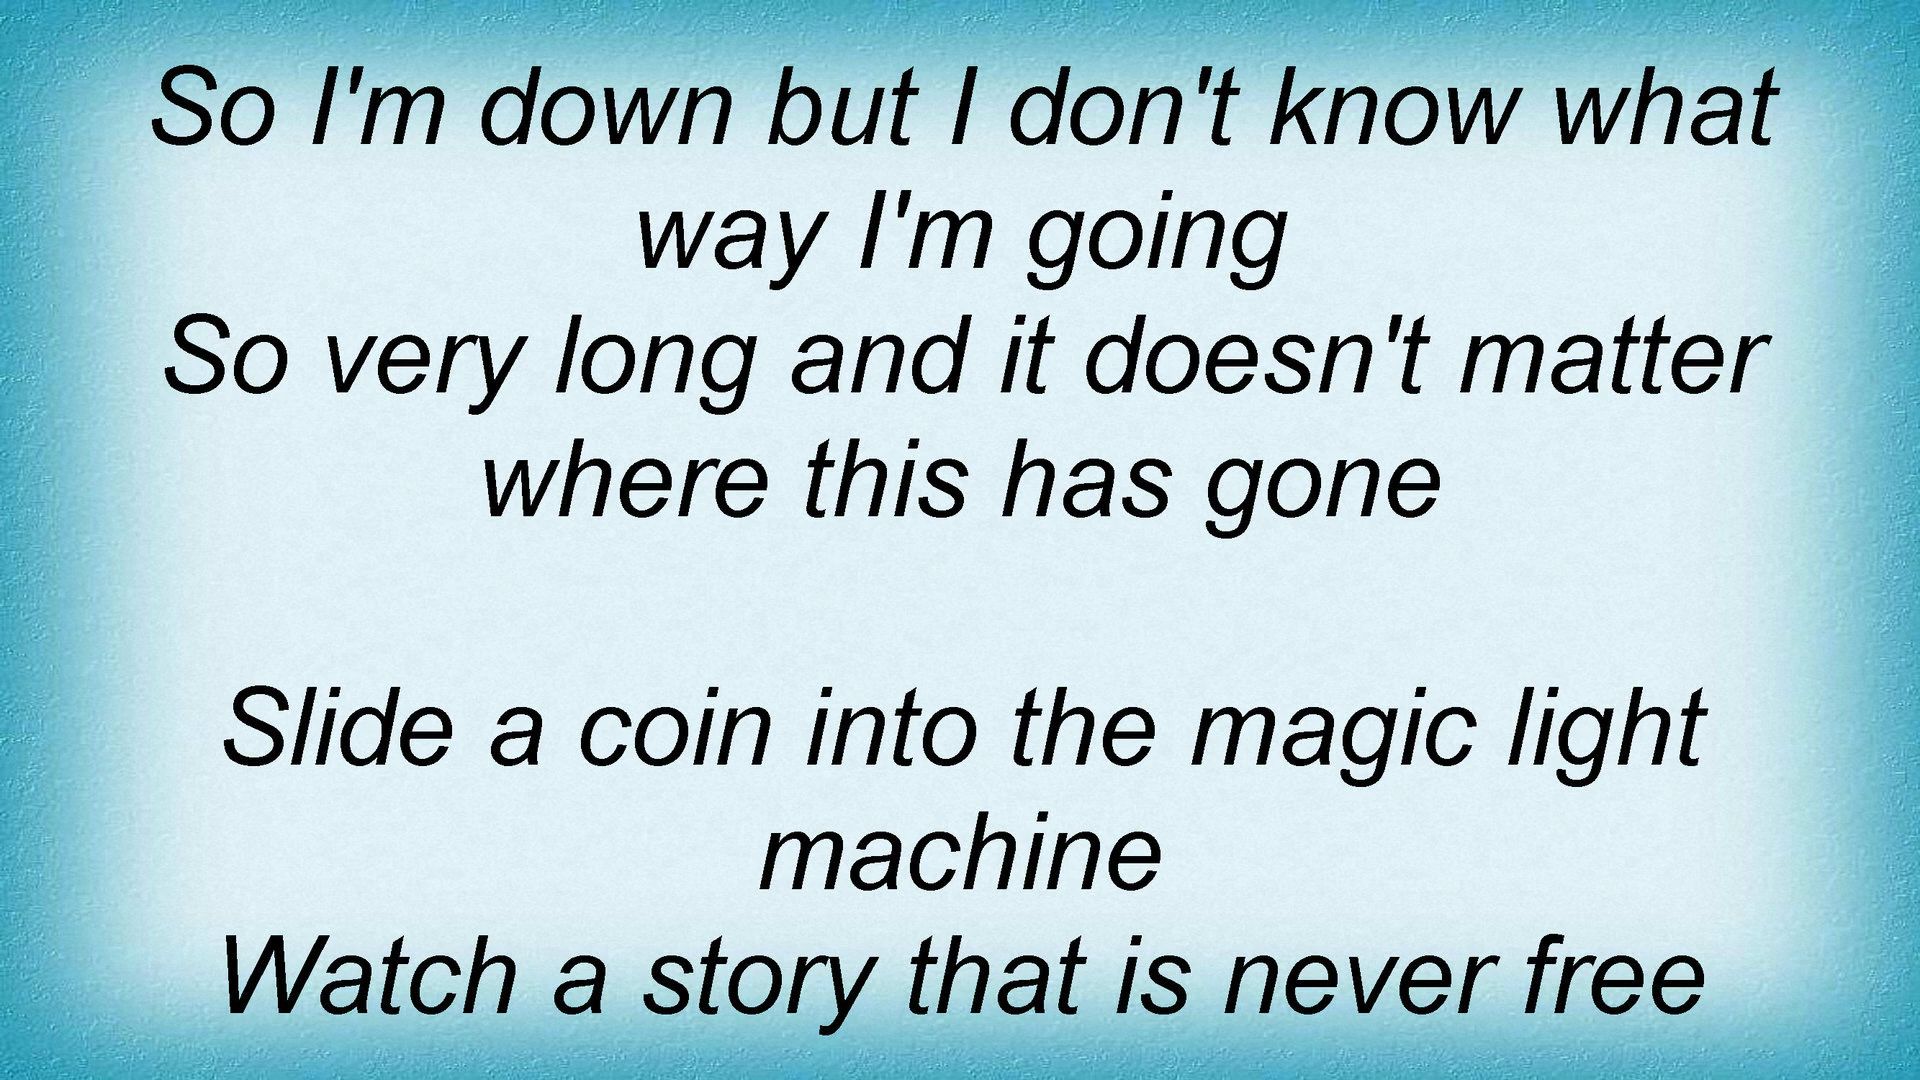 So I'm down but I don't know what
way I'm going
So very long and it doesn't matter
where this has gone
Slide a coin into the magic light
machine
Watch a story that is never free